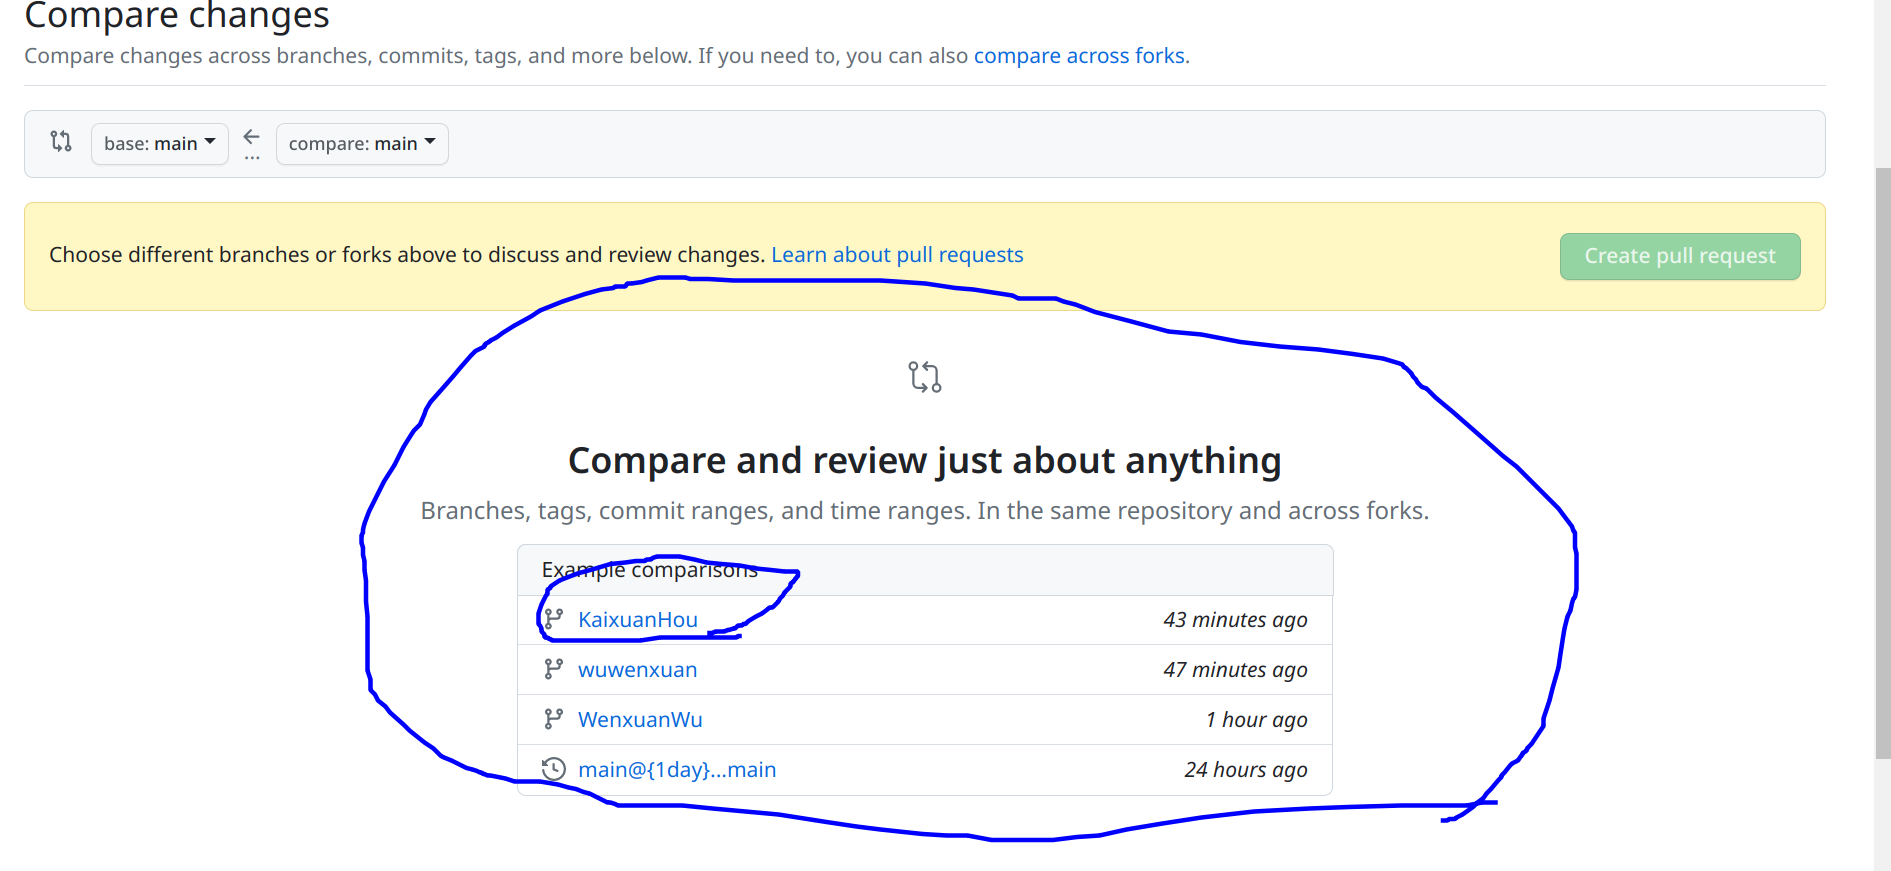 Compare changes
Compare changes across branches, commits, tags, and more below. If you need to, you can also compare across forks.
base: main ... compare: main
Choose different branches or forks above to discuss and review changes. Learn about pull requests Create pull request
Compare and review just about anything
Branches, tags, commit ranges, and time ranges. In the same repository and across forks.
Example comparisons
KaixuanHou 43 minutes ago
wuwenxuan 47 minutes ago
WenxuanWu 1 hour ago
main@{1day}...main 24 hours ago